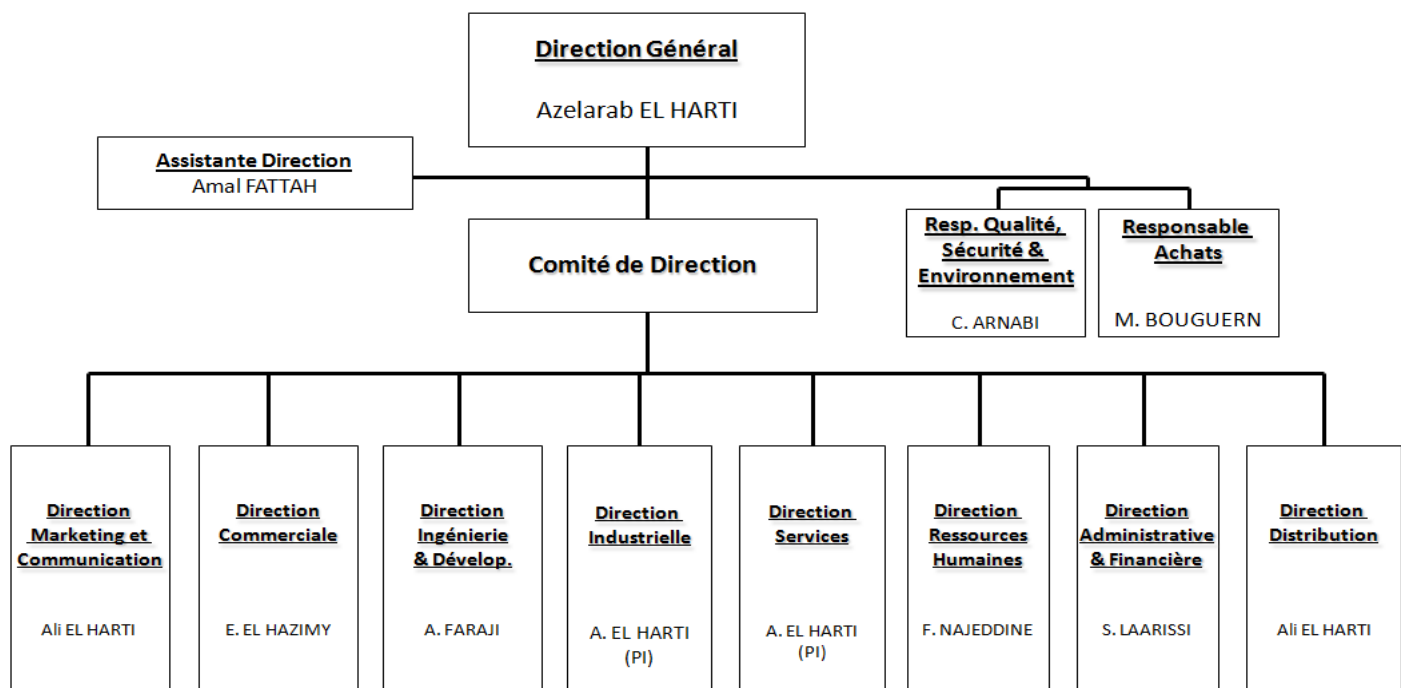 Direction Général
Azelarab EL HARTI
Assistante Direction
Amal FATTAH
Resp. Qualité,
Sécurité &
Environnement
C. ARNABI
Responsable
Achats
M. BOUGUERN
Comité de Direction
Direction
Marketing et
Communication
Ali EL HARTI
Direction
Commerciale
E. EL HAZIMY
Direction
Ingénierie
& Dévelop.
A. FARAJI
Direction
Industrielle
A. EL HARTI
(PI)
Direction
Services
A. EL HARTI
(PI)
Direction
Ressources
Humaines
F. NAJEDDINE
Direction
Administrative
& Financière
S. LAARISSI
Direction
Distribution
Ali EL HARTI